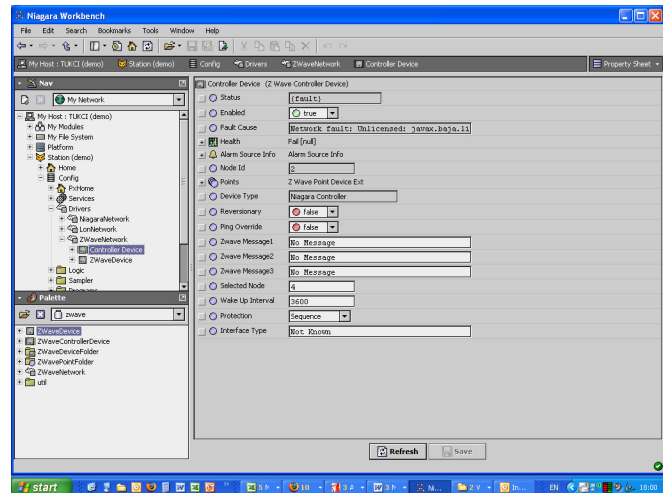 Niagara Workbench
File Edit Search Bookmarks Tools Window Help
My Host : TUKCI (demo) Station (demo) Config Drivers ZWaveNetwork Controller Device Property Sheet
Nav
My Network
My Host : TUKCI (demo)
My Modules
My File System
Platform
Station (demo)
Home
Config
PxHome
Services
Drivers
NiagaraNetwork
LonNetwork
ZWaveNetwork
Controller Device
ZWaveDevice
Logic
Sampler
Programs
Palette
zwave
ZWaveDevice
ZWaveControllerDevice
ZWaveDeviceFolder
ZWavePointFolder
ZWaveNetwork
util
Controller Device (Z Wave Controller Device)
Status {fault}
Enabled true
Fault Cause Network fault: Unlicensed: javax.baja.li
Health Fail [null]
Alarm Source Info Alarm Source Info
Node Id 2
Points Z Wave Point Device Ext
Device Type Niagara Controller
Reversionary false
Ping Override false
Zwave Message1 No Message
Zwave Message2 No Message
Zwave Message3 No Message
Selected Node 4
Wake Up Interval 3600
Protection Sequence
Interface Type Not Known
Refresh Save
start EN 18:00